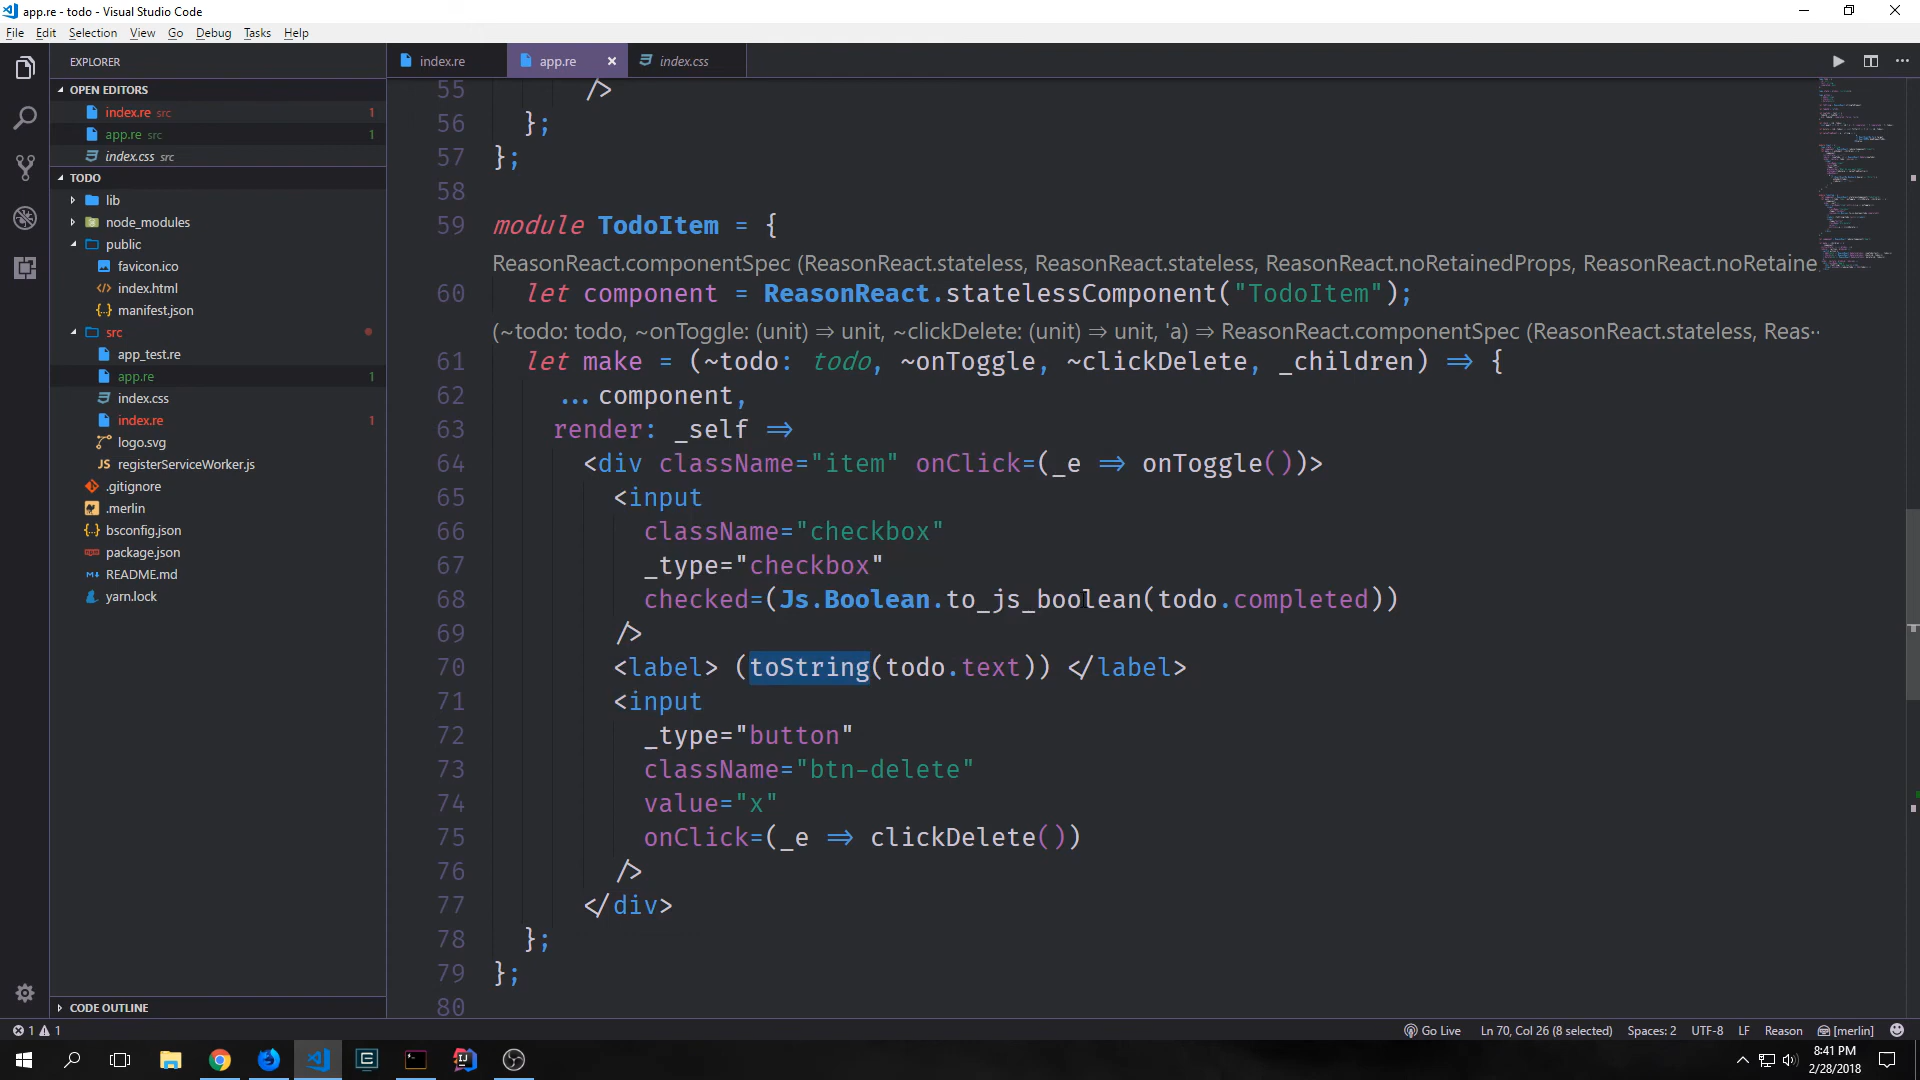 app.re - todo - Visual Studio Code
File Edit Selection View Go Debug Tasks Help
EXPLORER
OPEN EDITORS
index.re src 1
app.re src 1
index.css src
TODO
lib
node_modules
public
favicon.ico
index.html
manifest.json
src
app_test.re
app.re 1
index.css
index.re 1
logo.svg
JS registerServiceWorker.js
.gitignore
.merlin
bsconfig.json
package.json
README.md
yarn.lock
CODE OUTLINE
index.re app.re index.css
55 />
56 };
57 };
58
59 module TodoItem = {
ReasonReact.componentSpec (ReasonReact.stateless, ReasonReact.stateless, ReasonReact.noRetainedProps, ReasonReact.noRetaine
60 let component = ReasonReact.statelessComponent("TodoItem");
(~todo: todo, ~onToggle: (unit) ⇒ unit, ~clickDelete: (unit) ⇒ unit, 'a) ⇒ ReasonReact.componentSpec (ReasonReact.stateless, Reas···
61 let make = (~todo: todo, ~onToggle, ~clickDelete, _children) => {
62 ...component,
63 render: _self =>
64 <div className="item" onClick=(_e => onToggle())>
65 <input
66 className="checkbox"
67 _type="checkbox"
68 checked=(Js.Boolean.to_js_boolean(todo.completed))
69 />
70 <label> (toString(todo.text)) </label>
71 <input
72 _type="button"
73 className="btn-delete"
74 value="x"
75 onClick=(_e => clickDelete())
76 />
77 </div>
78 };
79 };
80
1 1 Go Live Ln 70, Col 26 (8 selected) Spaces: 2 UTF-8 LF Reason [merlin]
8:41 PM
2/28/2018